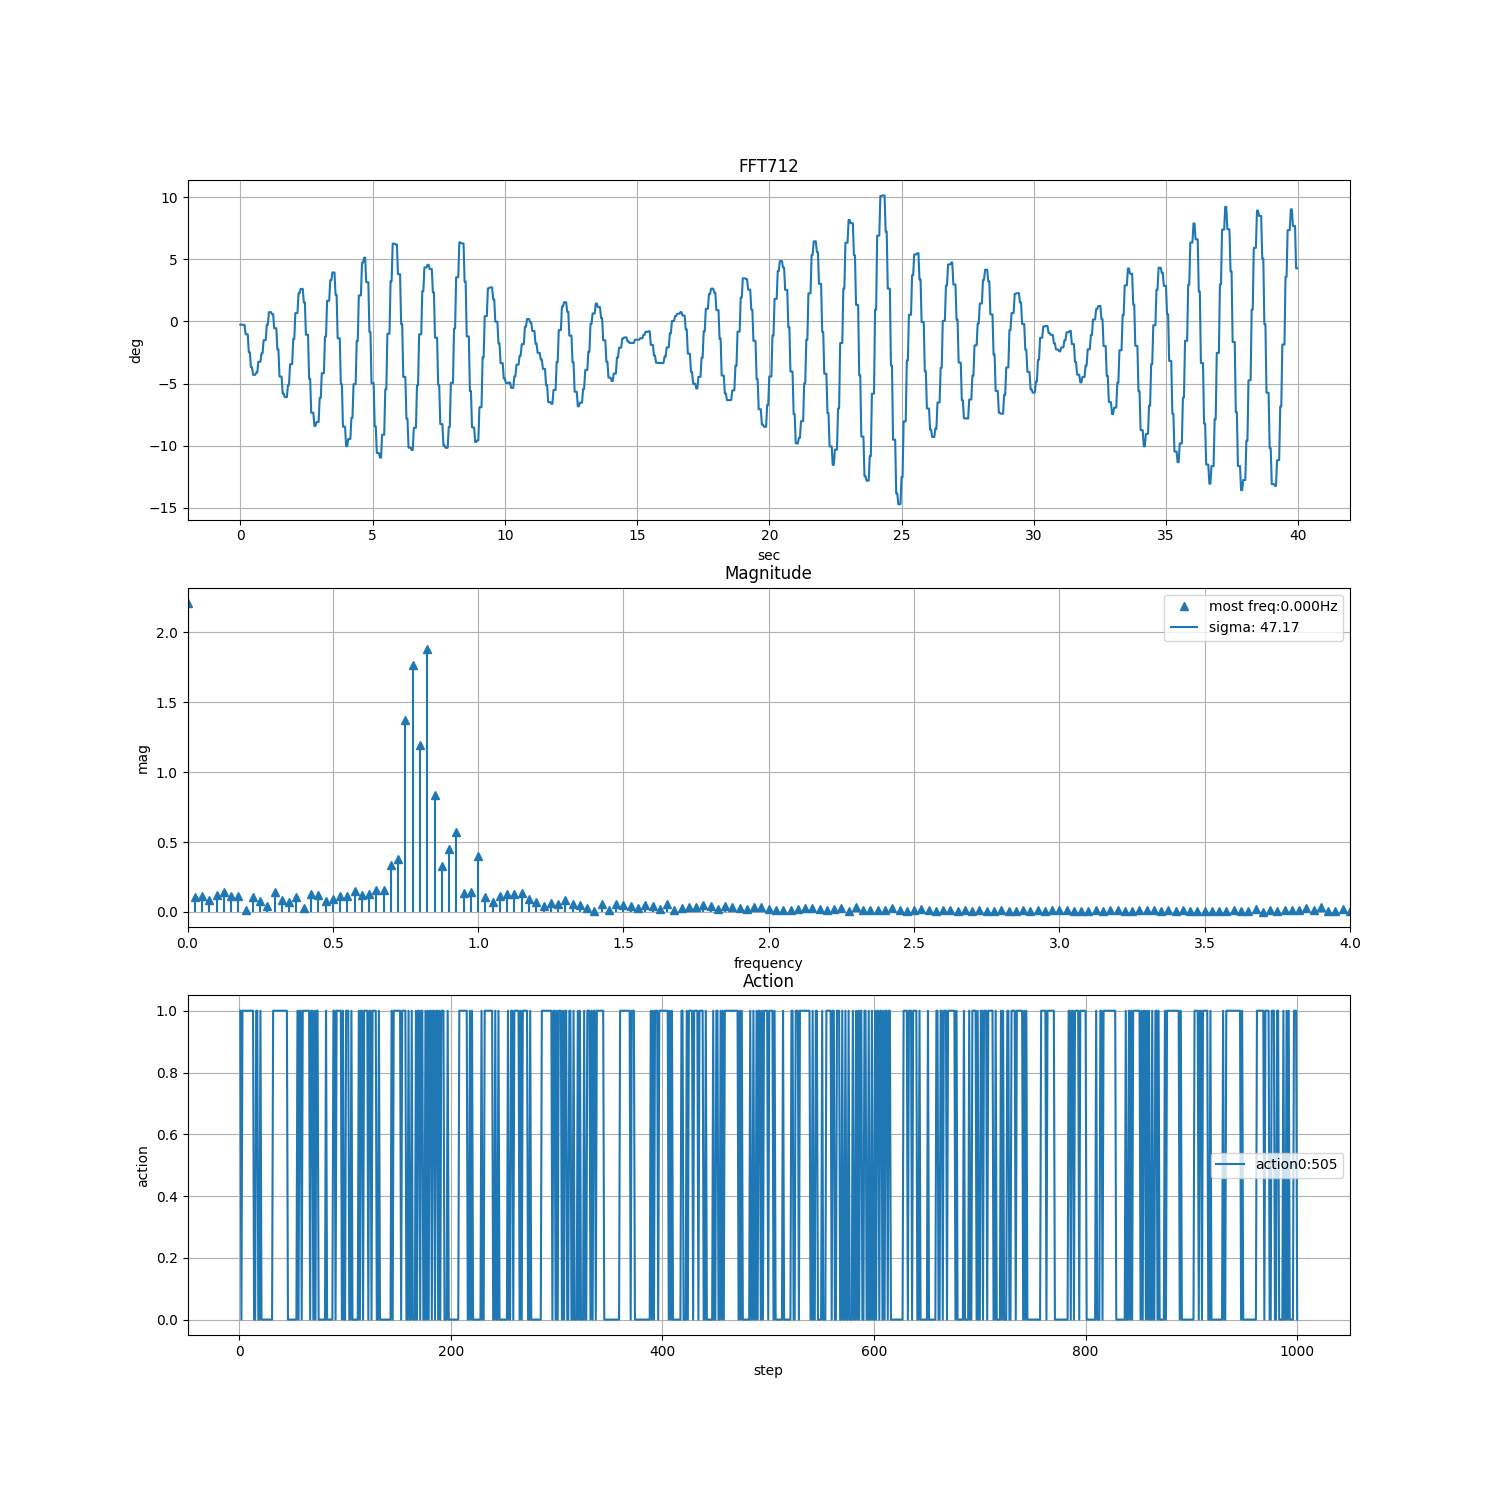 FFT712
10
5
0
−5
−10
−15
deg
0 5 10 15 20 25 30 35 40
sec
Magnitude
most freq:0.000Hz
sigma: 47.17
2.0
1.5
1.0
0.5
0.0
mag
0.0 0.5 1.0 1.5 2.0 2.5 3.0 3.5 4.0
frequency
Action
1.0
0.8
0.6
0.4
0.2
0.0
action
action0:505
0 200 400 600 800 1000
step